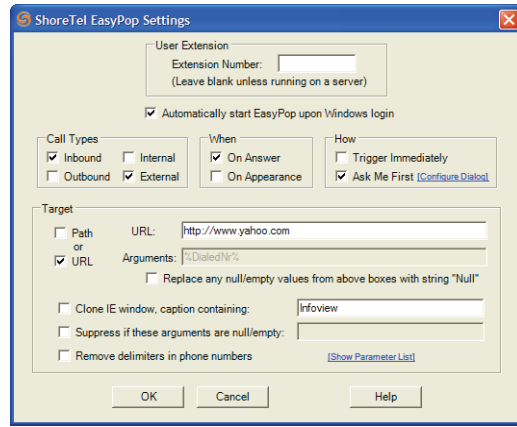 ShoreTel EasyPop Settings
User Extension
Extension Number:
(Leave blank unless running on a server)
Automatically start EasyPop upon Windows login
Call Types When How
Inbound Internal On Answer Trigger Immediately
Outbound External On Appearance Ask Me First [Configure Dialog]
Target
Path URL: http://www.yahoo.com
or
URL Arguments: %DialedNr%
Replace any null/empty values from above boxes with string "Null"
Clone IE window, caption containing: Infoview
Suppress if these arguments are null/empty:
Remove delimiters in phone numbers [Show Parameter List]
OK Cancel Help